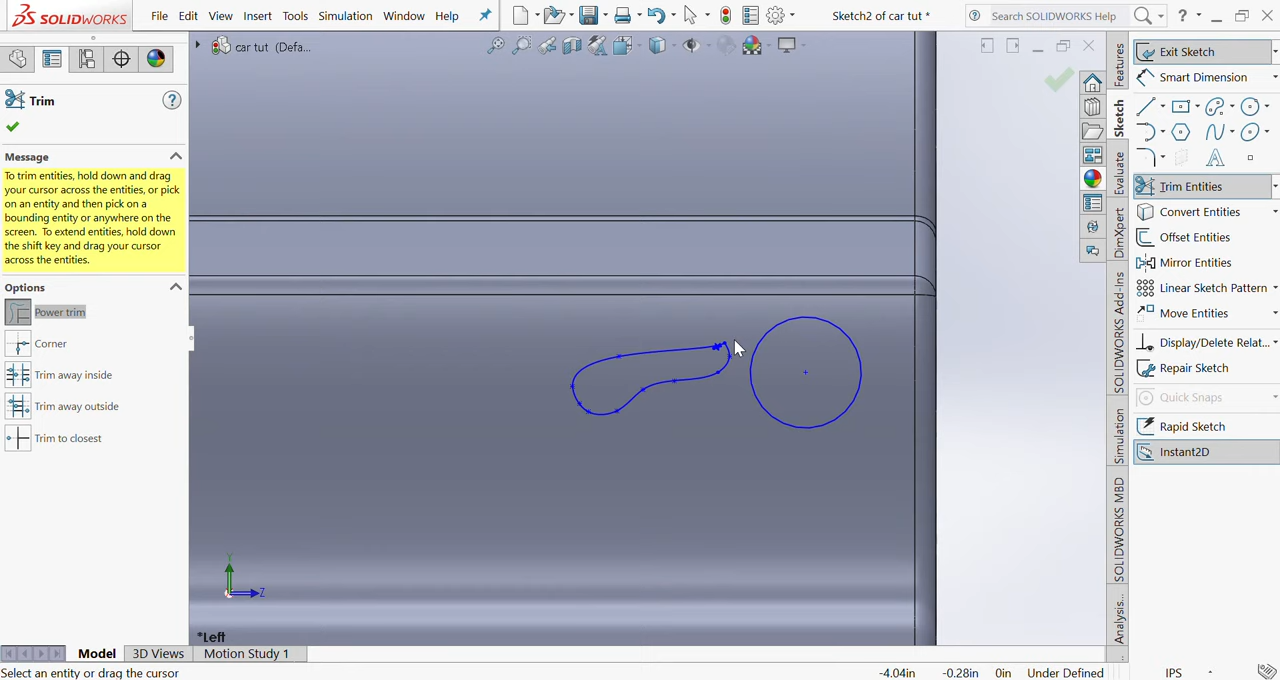 SOLIDWORKS File Edit View Insert Tools Simulation Window Help Sketch2 of car tut * Search SOLIDWORKS Help
car tut (Defa...
Trim
Message
To trim entities, hold down and drag
your cursor across the entities, or pick
on an entity and then pick on a
bounding entity or anywhere on the
screen. To extend entities, hold down
the shift key and drag your cursor
across the entities.
Options
Power trim
Corner
Trim away inside
Trim away outside
Trim to closest
Y
Z
*Left
Features
Sketch
Evaluate
DimXpert
SOLIDWORKS Add-Ins
Simulation
SOLIDWORKS MBD
Analysis...
Exit Sketch
Smart Dimension
Trim Entities
Convert Entities
Offset Entities
Mirror Entities
Linear Sketch Pattern
Move Entities
Display/Delete Relat...
Repair Sketch
Quick Snaps
Rapid Sketch
Instant2D
Model 3D Views Motion Study 1
Select an entity or drag the cursor -4.04in -0.28in 0in Under Defined IPS